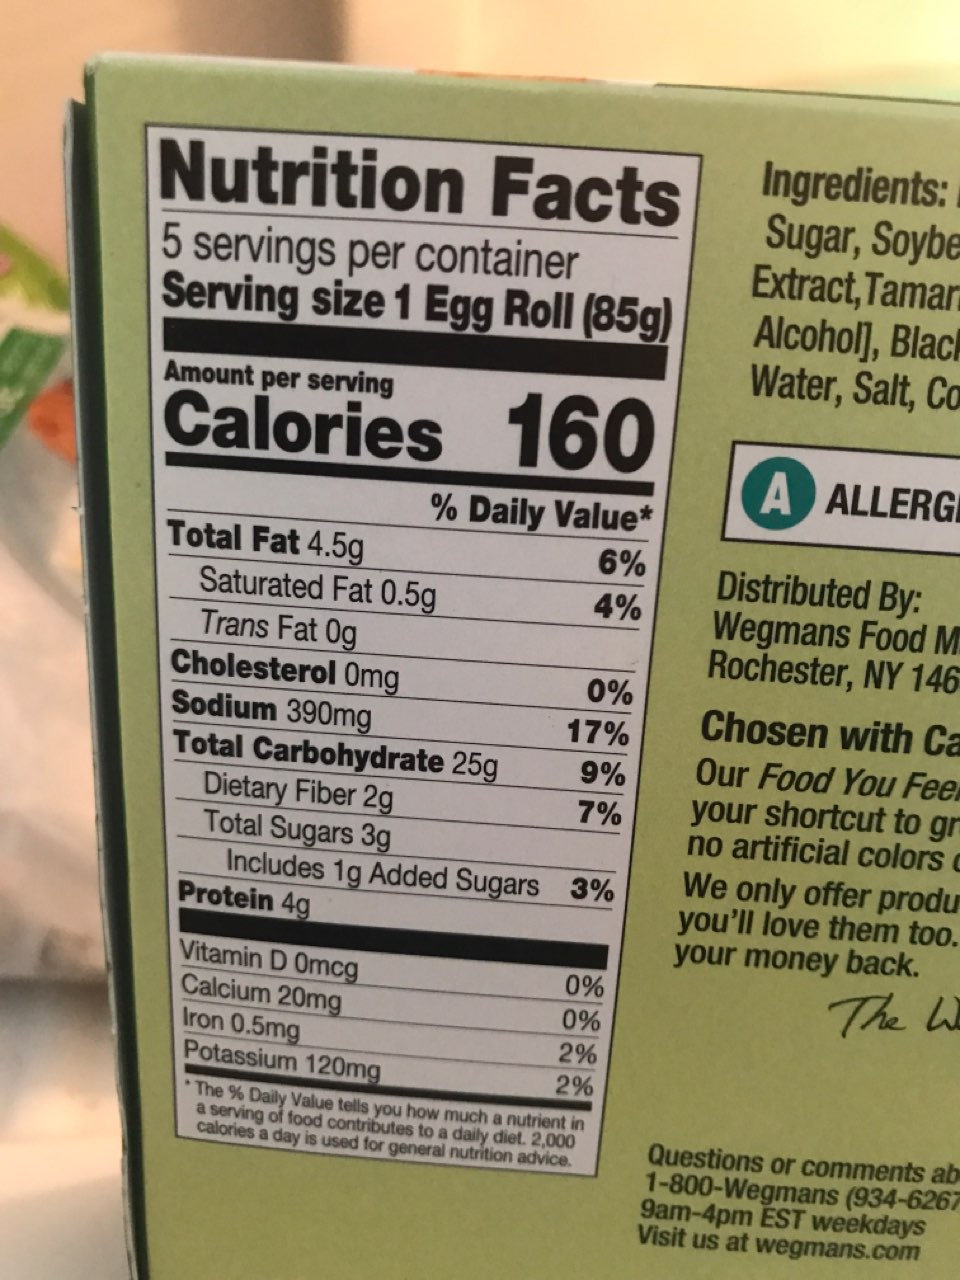 Nutrition Facts
5 servings per container
Serving size 1 Egg Roll (85g)
Amount per serving
Calories 160
% Daily Value*
Total Fat 4.5g 6%
Saturated Fat 0.5g 4%
Trans Fat 0g
Cholesterol 0mg 0%
Sodium 390mg 17%
Total Carbohydrate 25g 9%
Dietary Fiber 2g 7%
Total Sugars 3g
Includes 1g Added Sugars 3%
Protein 4g
Vitamin D 0mcg 0%
Calcium 20mg 0%
Iron 0.5mg 2%
Potassium 120mg 2%
* The % Daily Value tells you how much a nutrient in
a serving of food contributes to a daily diet. 2,000
calories a day is used for general nutrition advice.
Ingredients:
Sugar, Soybe
Extract, Tamar
Alcohol], Black
Water, Salt, Co
A ALLERG
Distributed By:
Wegmans Food M
Rochester, NY 146
Chosen with Ca
Our Food You Feel
your shortcut to gr
no artificial colors
We only offer produ
you'll love them too.
your money back.
The W
Questions or comments ab
1-800-Wegmans (934-6267
9am-4pm EST weekdays
Visit us at wegmans.com